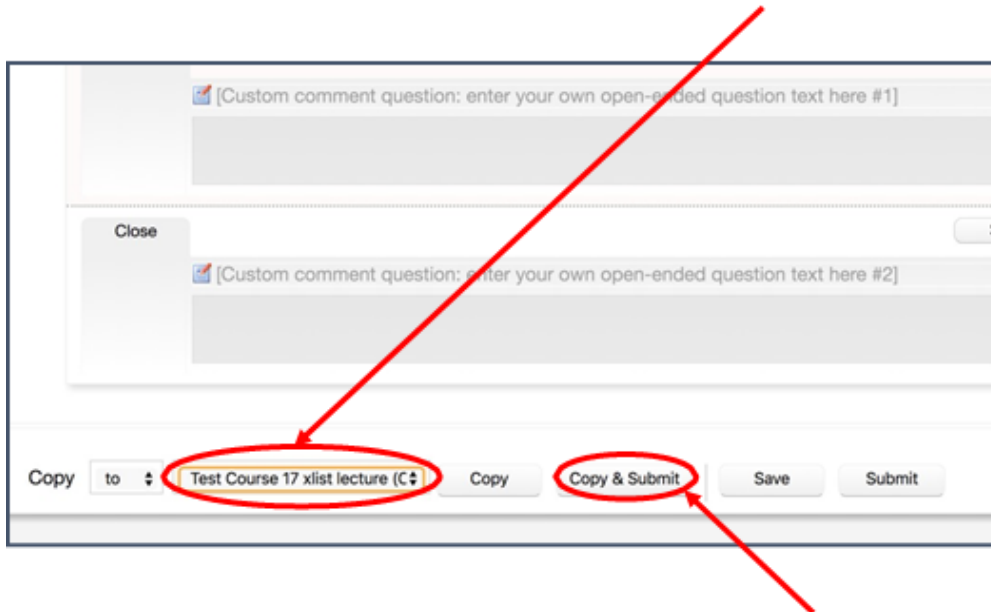 [Custom comment question: enter your own open-ended question text here #1]
Close
[Custom comment question: enter your own open-ended question text here #2]
Copy to Test Course 17 xlist lecture (C Copy Copy & Submit Save Submit